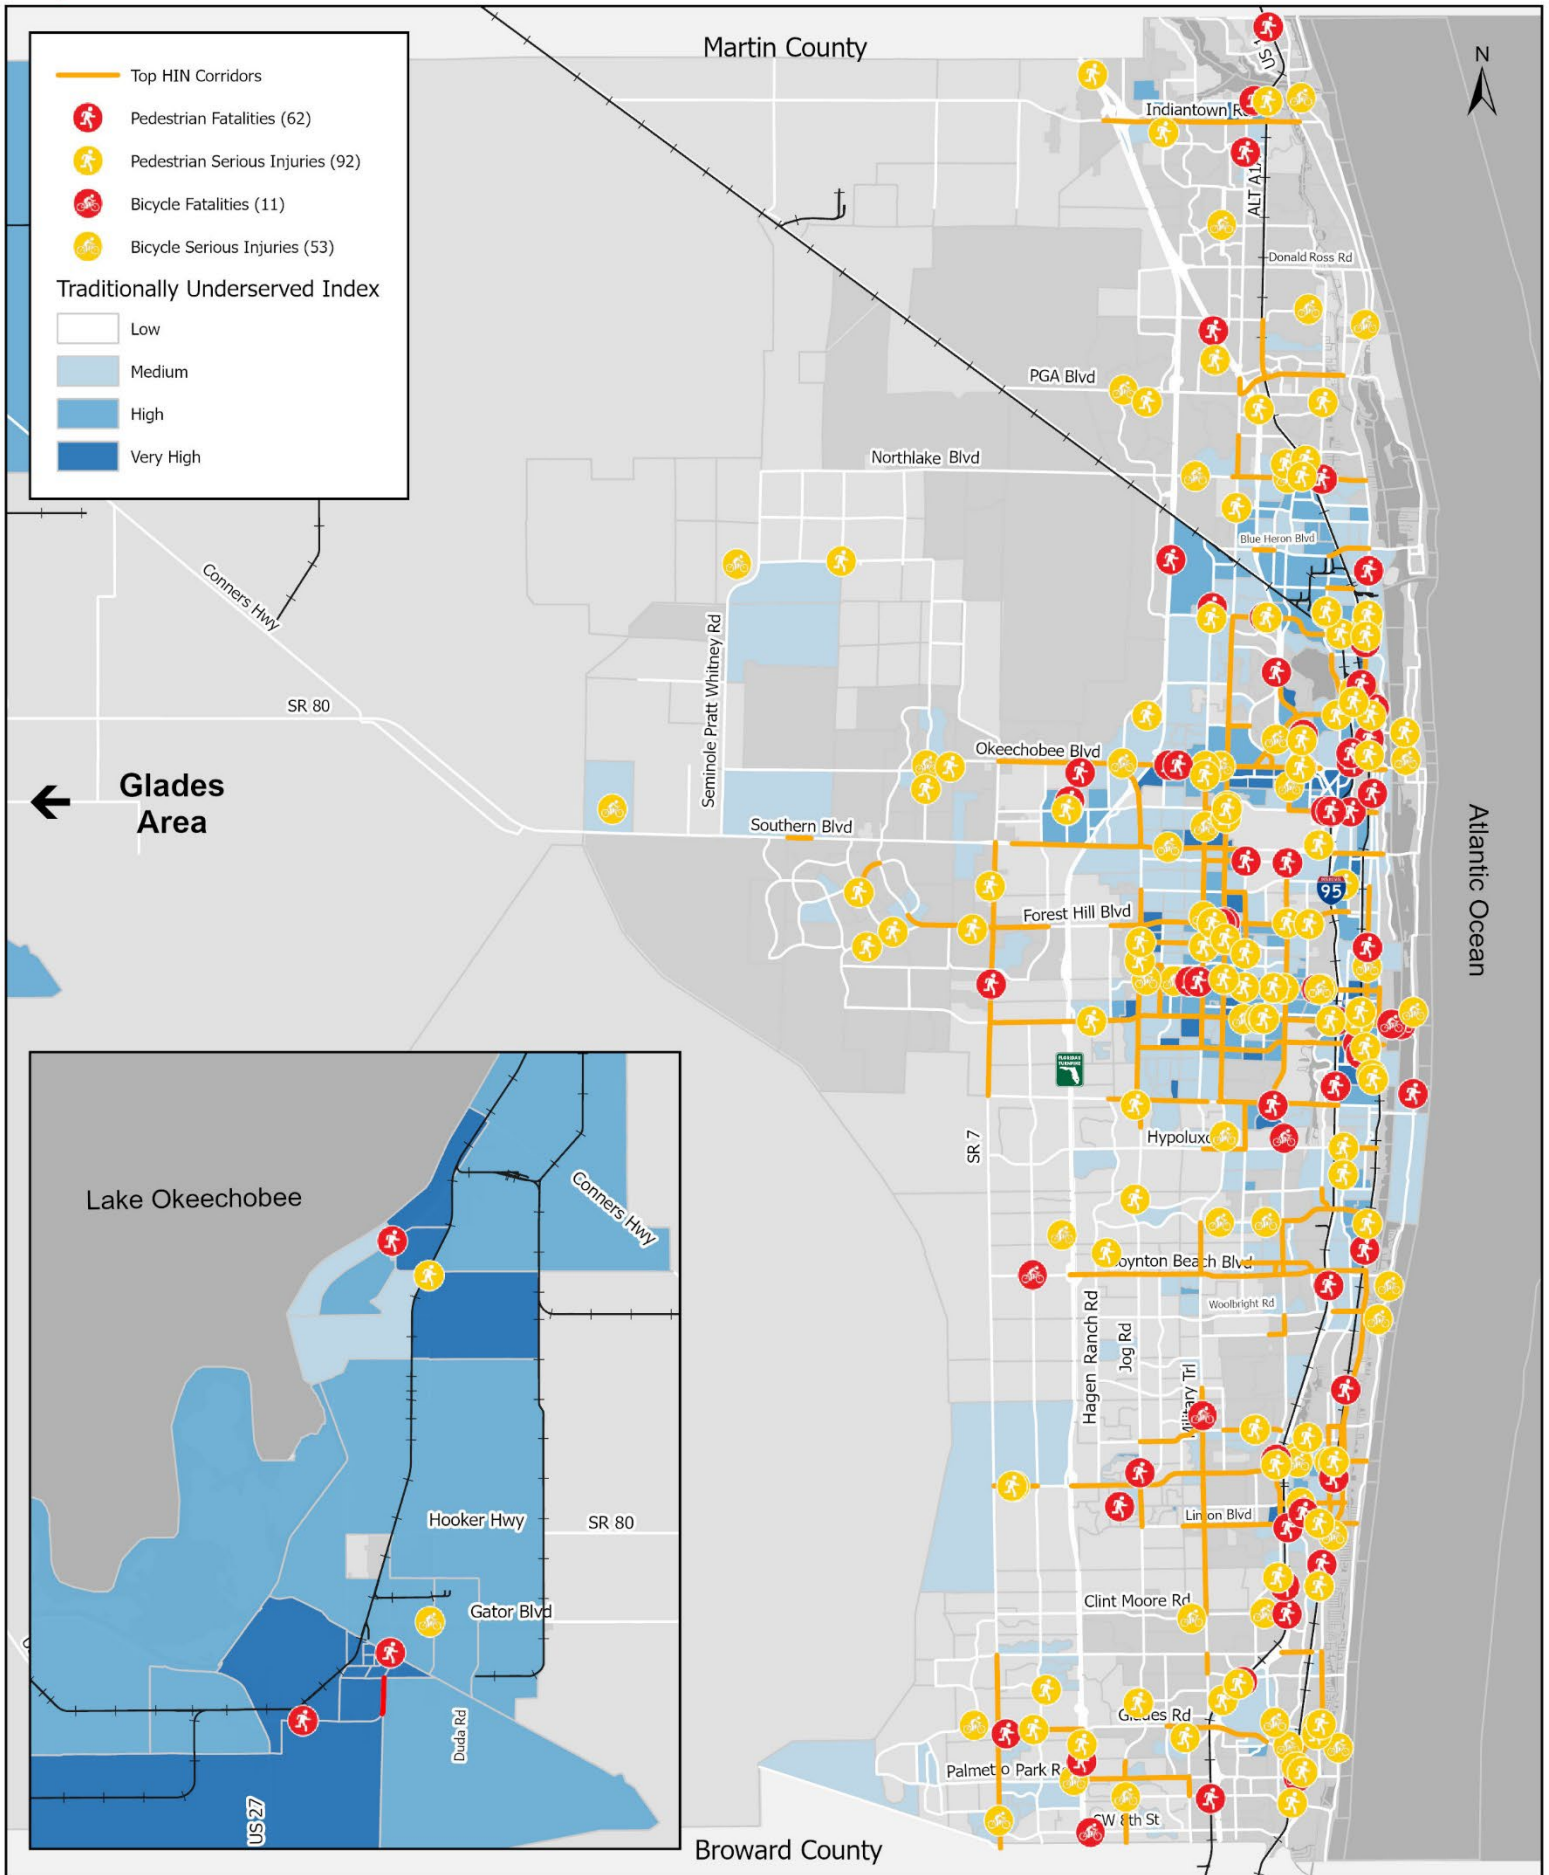 Martin County
N
US 1
Top HIN Corridors
Pedestrian Fatalities (62)
Pedestrian Serious Injuries (92)
Bicycle Fatalities (11)
Bicycle Serious Injuries (53)
Traditionally Underserved Index
Low
Medium
High
Very High
Indiantown R
ALT A1A
Donald Ross Rd
PGA Blvd
Northlake Blvd
Blue Heron Blvd
Conners Hwy
Seminole Pratt Whitney Rd
SR 80
Okeechobee Blvd
Glades
Area
Southern Blvd
Atlantic Ocean
95
Forest Hill Blvd
SR 7
Hypoluxo
oynton Beach Blvd
Woolbright Rd
Hagen Ranch Rd
Jog Rd
Military Trl
Linton Blvd
Clint Moore Rd
Glades Rd
Palmetto Park R
SW 8th St
Broward County
Lake Okeechobee
Conners Hwy
Hooker Hwy
SR 80
Gator Blvd
Duda Rd
US 27